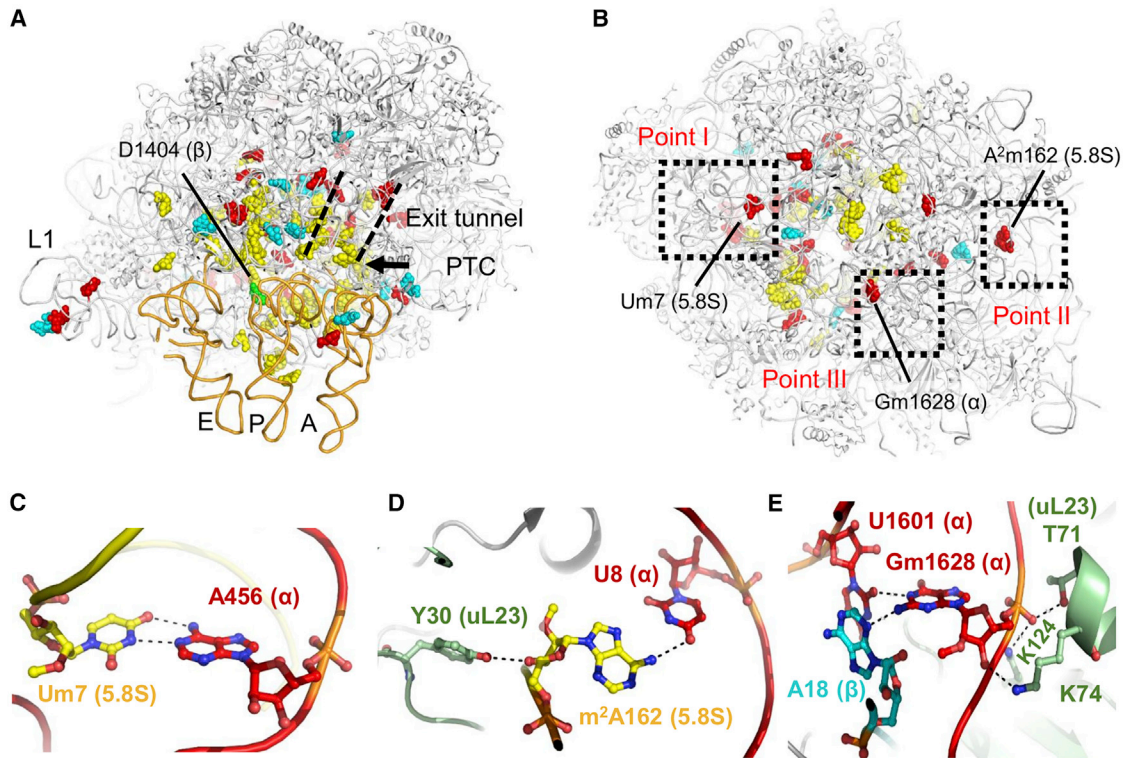 A
D1404 (β)
L1
Exit tunnel
PTC
E
P
A
B
Point I
A²m162 (5.8S)
Um7 (5.8S)
Point II
Point III
Gm1628 (α)
C
A456 (α)
Um7 (5.8S)
D
U8 (α)
Y30 (uL23)
m²A162 (5.8S)
E
U1601 (α)
Gm1628 (α)
(uL23)
T71
K124
A18 (β)
K74